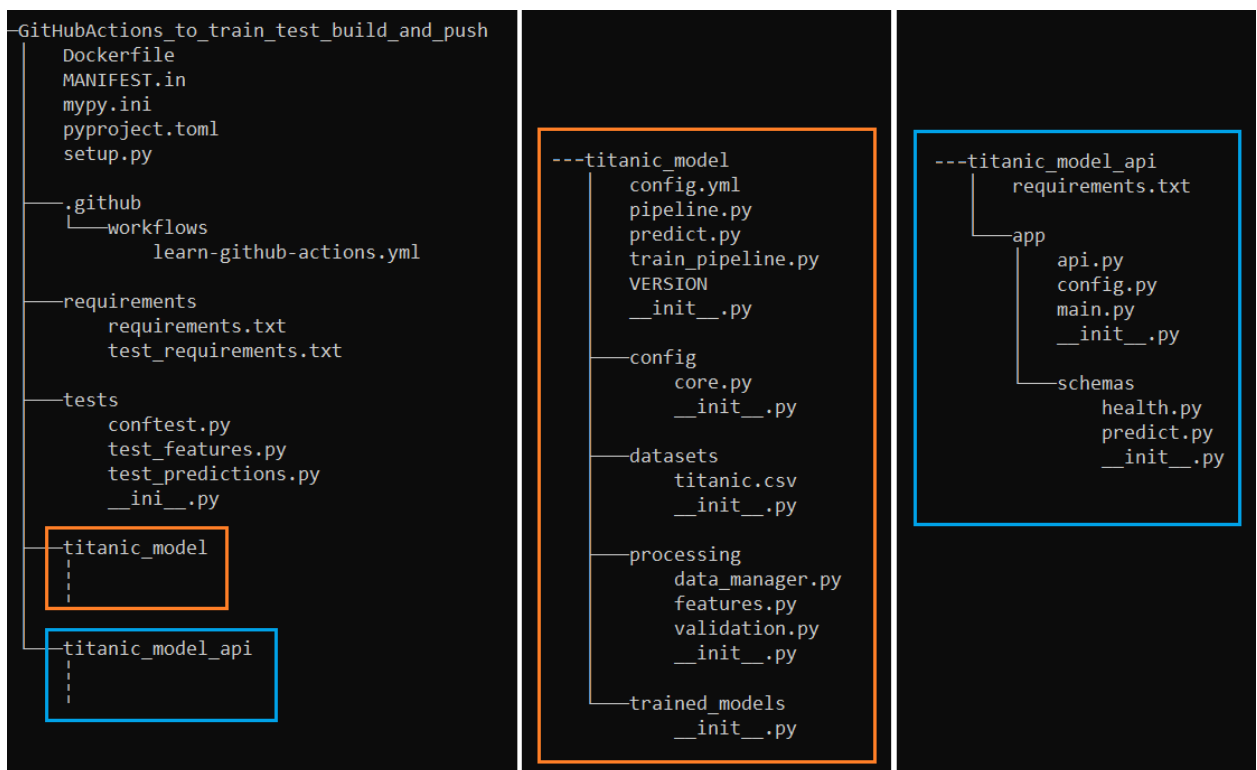 GitHubActions_to_train_test_build_and_push
Dockerfile
MANIFEST.in
mypy.ini
pyproject.toml
setup.py
.github
workflows
learn-github-actions.yml
requirements
requirements.txt
test_requirements.txt
tests
conftest.py
test_features.py
test_predictions.py
__ini__.py
titanic_model
titanic_model_api
---titanic_model
config.yml
pipeline.py
predict.py
train_pipeline.py
VERSION
__init__.py
config
core.py
__init__.py
datasets
titanic.csv
__init__.py
processing
data_manager.py
features.py
validation.py
__init__.py
trained_models
__init__.py
---titanic_model_api
requirements.txt
app
api.py
config.py
main.py
__init__.py
schemas
health.py
predict.py
__init__.py